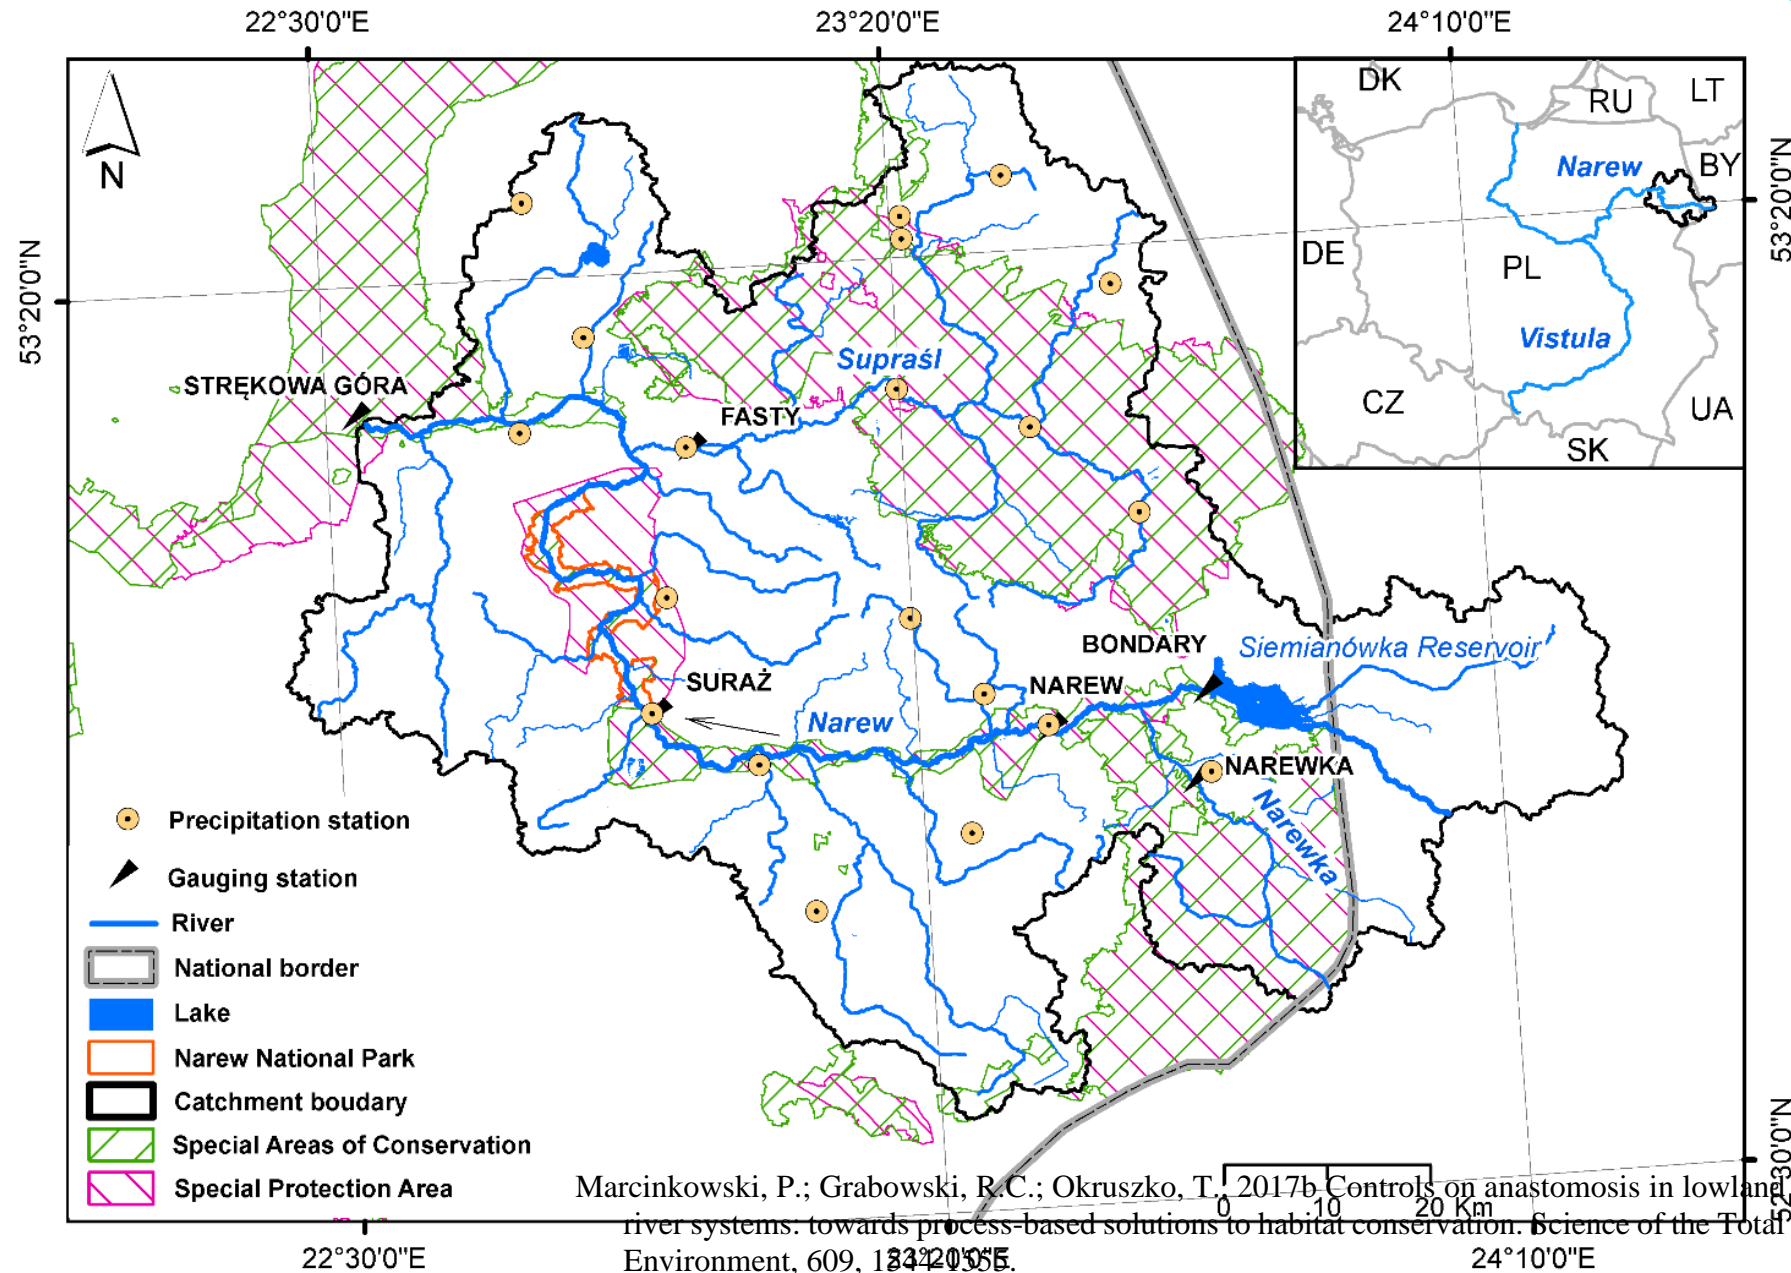 22°30'0"E
23°20'0"E
24°10'0"E
DK
RU
LT
BY
Narew
DE
PL
Vistula
CZ
UA
SK
N
53°20'0"N
53°20'0"N
STRĘKOWA GÓRA
Supraśl
FASTY
BONDARY
Siemianówka Reservoir
SURAŻ
NAREW
Narew
NAREWKA
Narewka
Precipitation station
Gauging station
River
National border
Lake
Narew National Park
Catchment boudary
Special Areas of Conservation
Special Protection Area
52°30'0"N
0
10
20 Km
Marcinkowski, P.; Grabowski, R.C.; Okruszko, T., 2017b Controls on anastomosis in lowland
river systems: towards process-based solutions to habitat conservation. Science of the Total
Environment, 609,
22°30'0"E
23°20'0"E
24°10'0"E